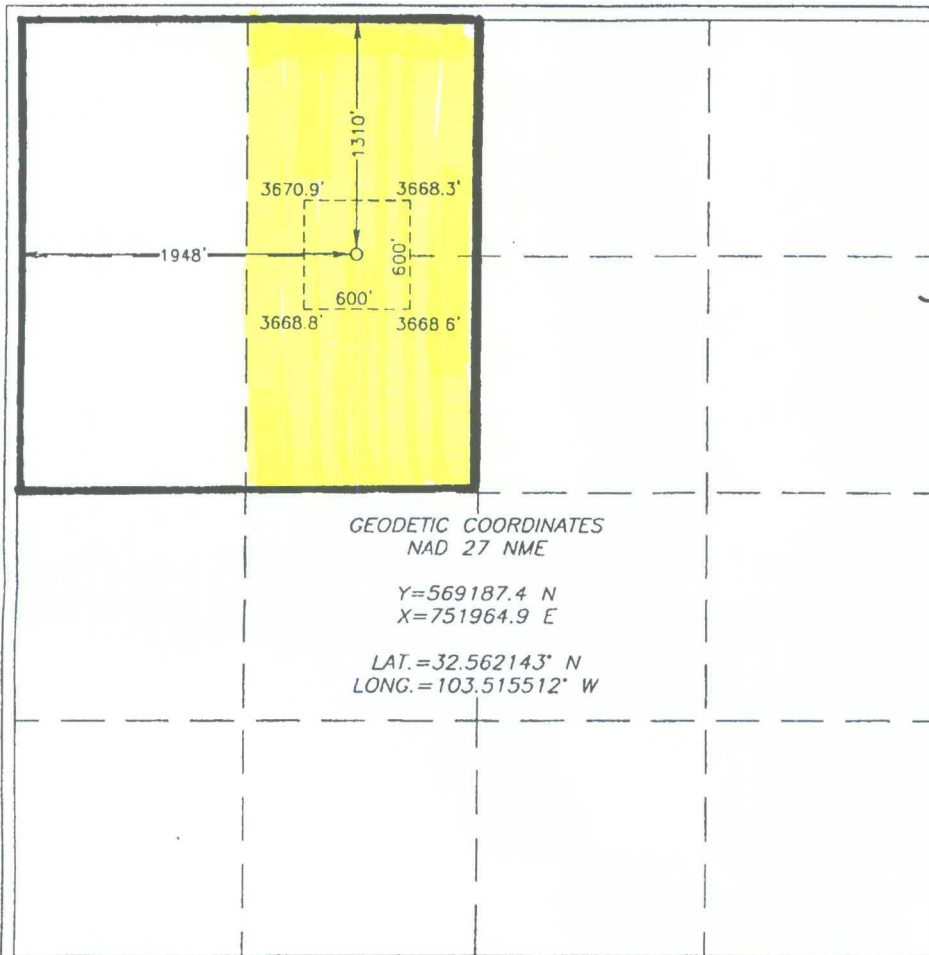 1310'
3670.9' 3668.3'
1948'
600'
600'
3668.8' 3668 6'
GEODETIC COORDINATES
NAD 27 NME
Y=569187.4 N
X=751964.9 E
LAT.=32.562143° N
LONG.=103.515512° W